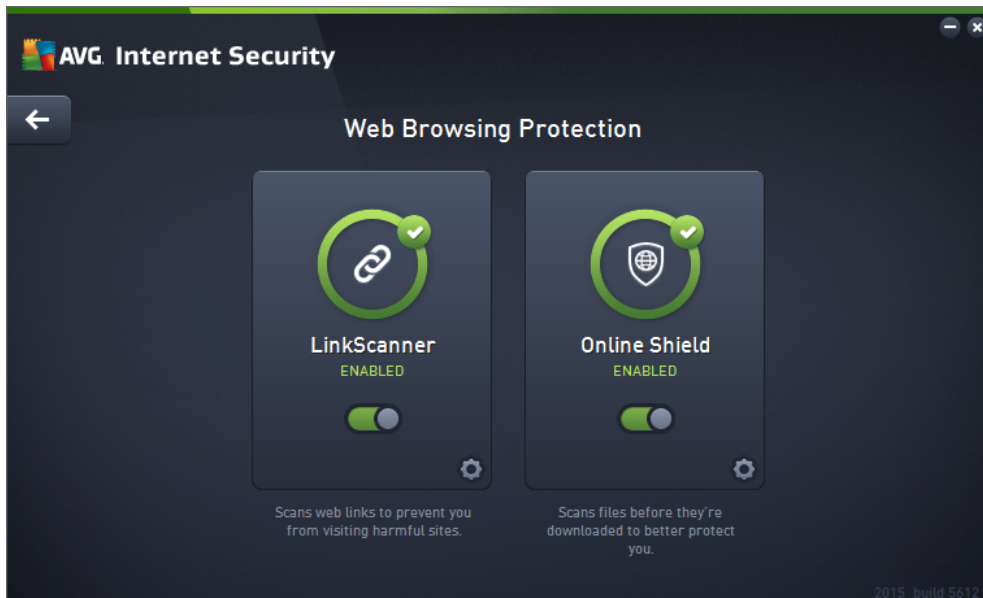 AVG. Internet Security
Web Browsing Protection
LinkScanner
ENABLED
Scans web links to prevent you
from visiting harmful sites.
Online Shield
ENABLED
Scans files before they're
downloaded to better protect
you.
2015 build 5612